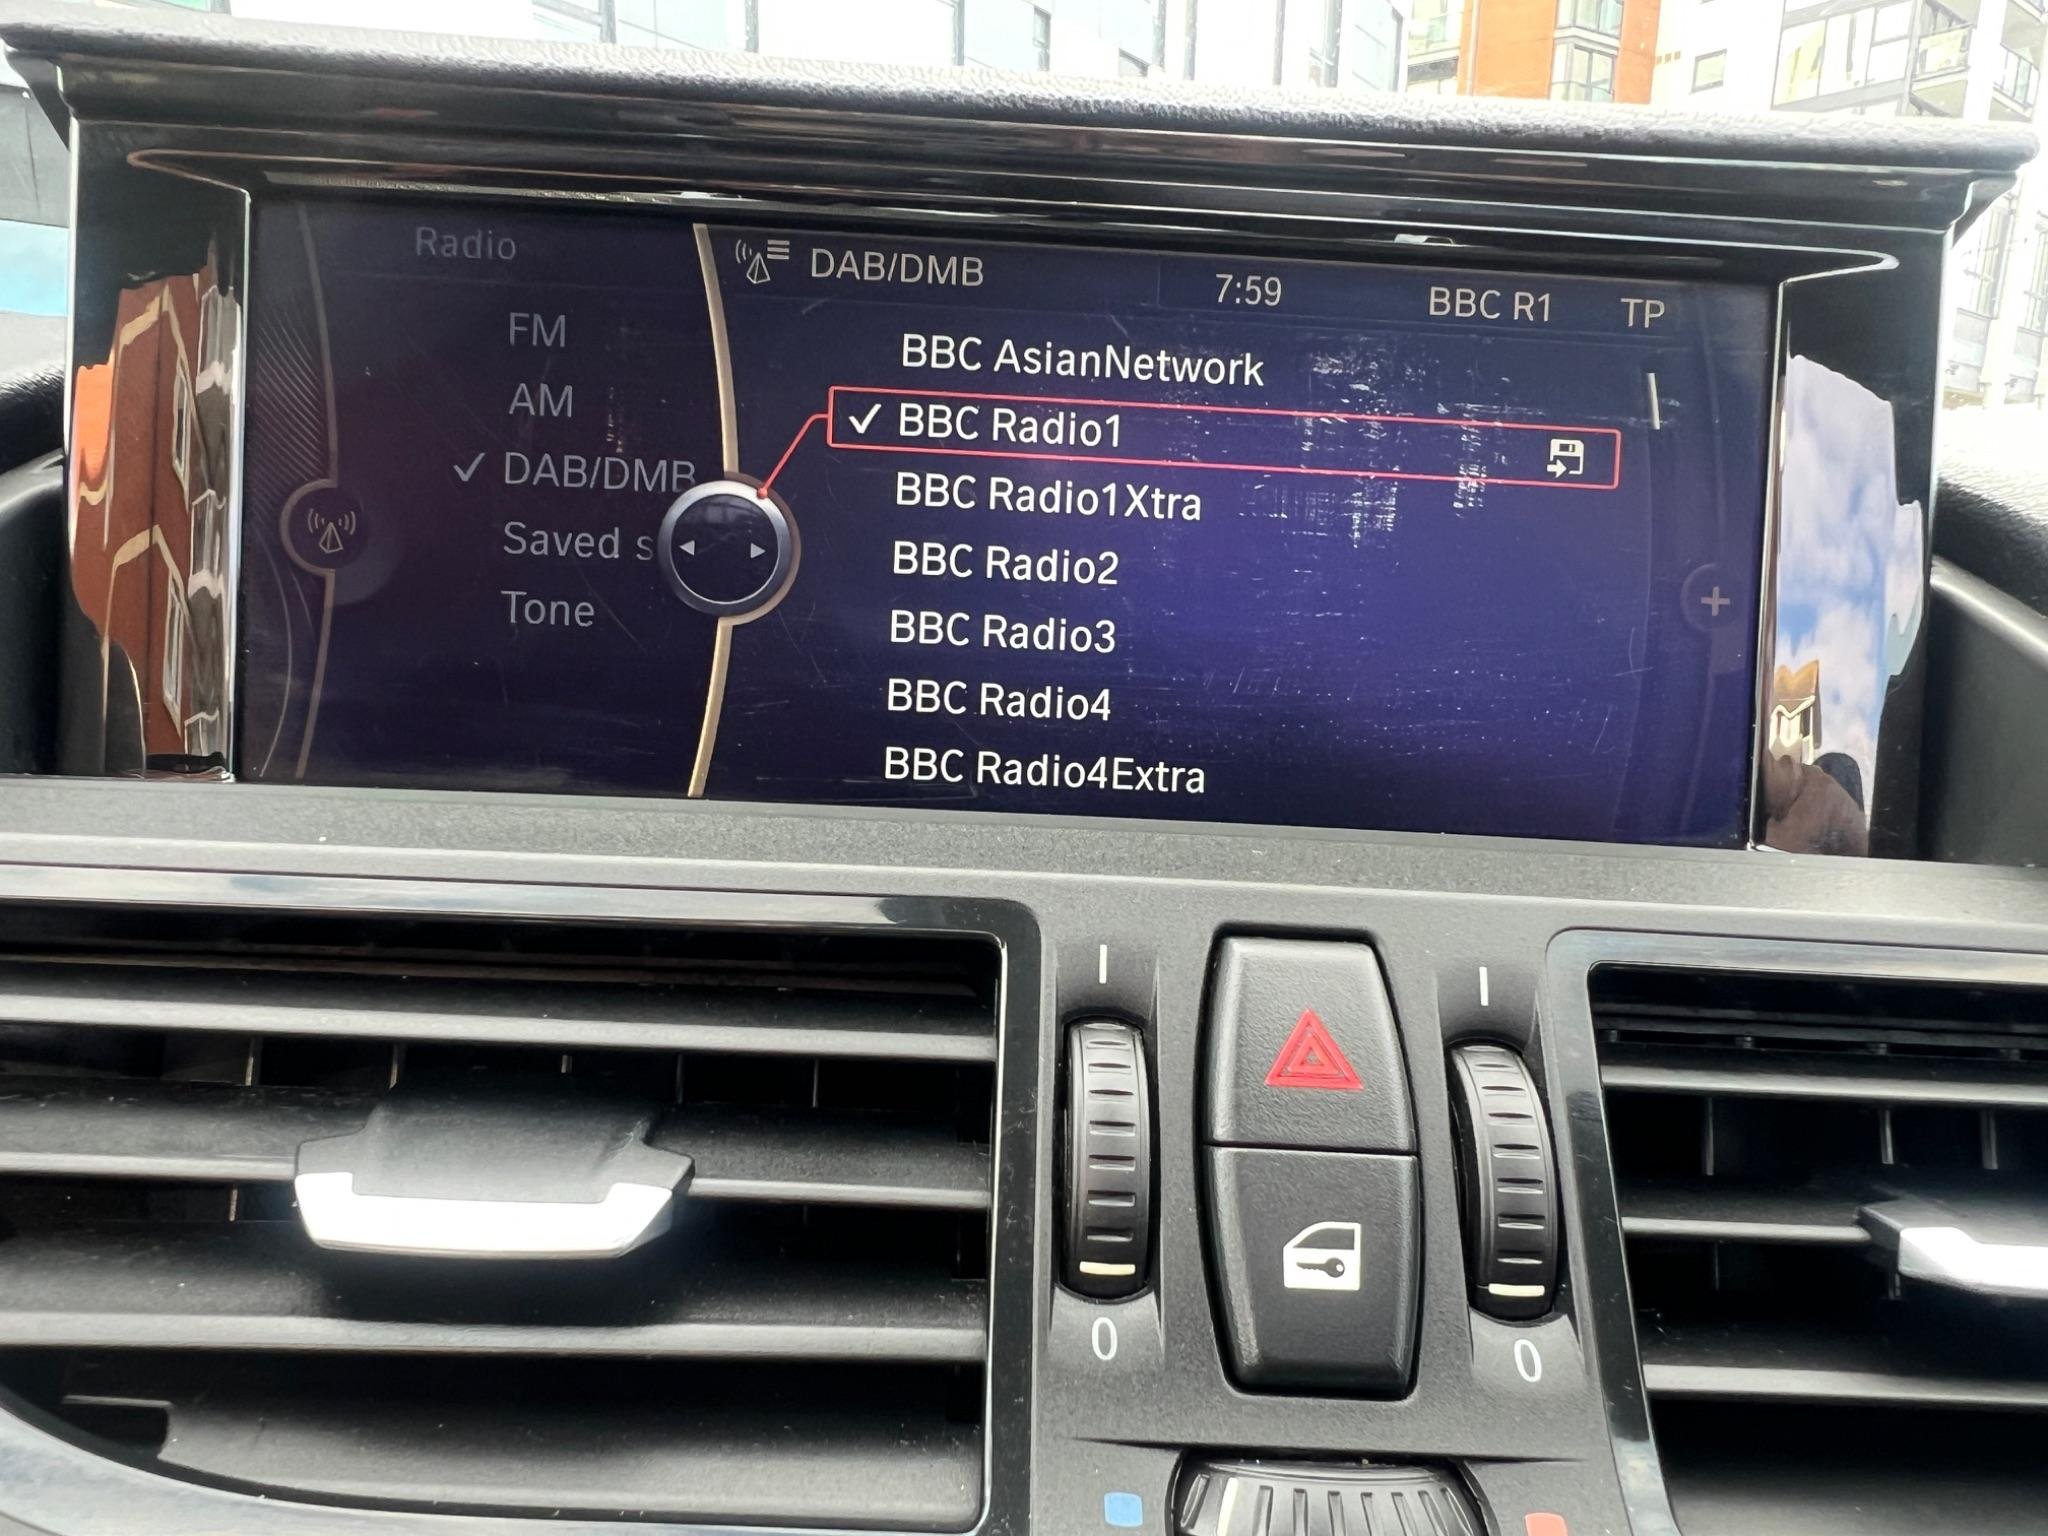 Radio
FM
AM
DAB/DMB
Saved s
Tone
DAB/DMB 7:59 BBC R1 TP
BBC AsianNetwork
BBC Radio1
BBC Radio1Xtra
BBC Radio2
BBC Radio3
BBC Radio4
BBC Radio4Extra
I I
0 0